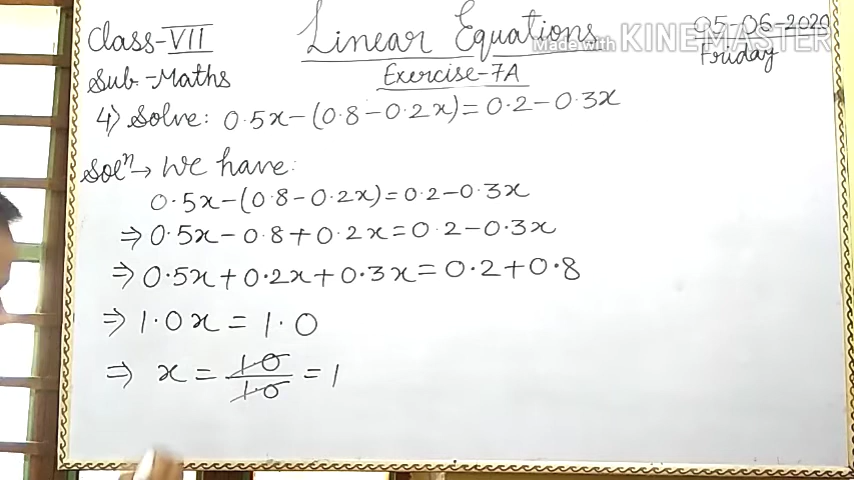 Class-VII Linear Equations 05-06-2020
Made with KINEMASTER
Sub.-Maths Exercise-7A Friday
4) Solve: 0.5x-(0.8-0.2x)=0.2-0.3x
Solⁿ→ We have:
0.5x-(0.8-0.2x)=0.2-0.3x
⇒ 0.5x-0.8+0.2x=0.2-0.3x
⇒ 0.5x+0.2x+0.3x=0.2+0.8
⇒ 1.0x=1.0
⇒ x=1.0/1.0=1